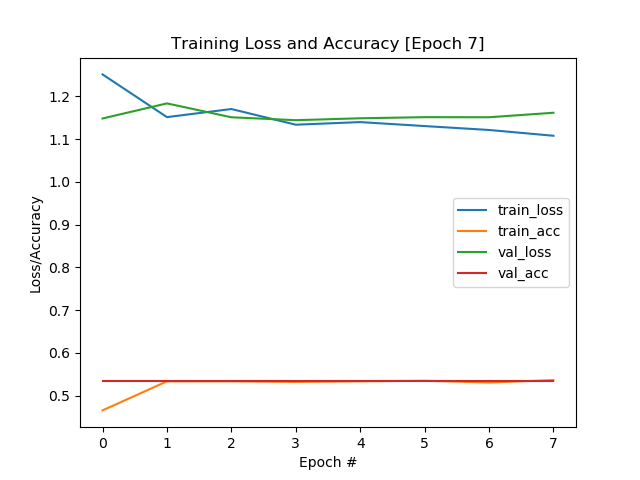 Training Loss and Accuracy [Epoch 7]
1.2
1.1
1.0
0.9
0.8
0.7
0.6
0.5
Loss/Accuracy
train_loss
train_acc
val_loss
val_acc
0 1 2 3 4 5 6 7
Epoch #